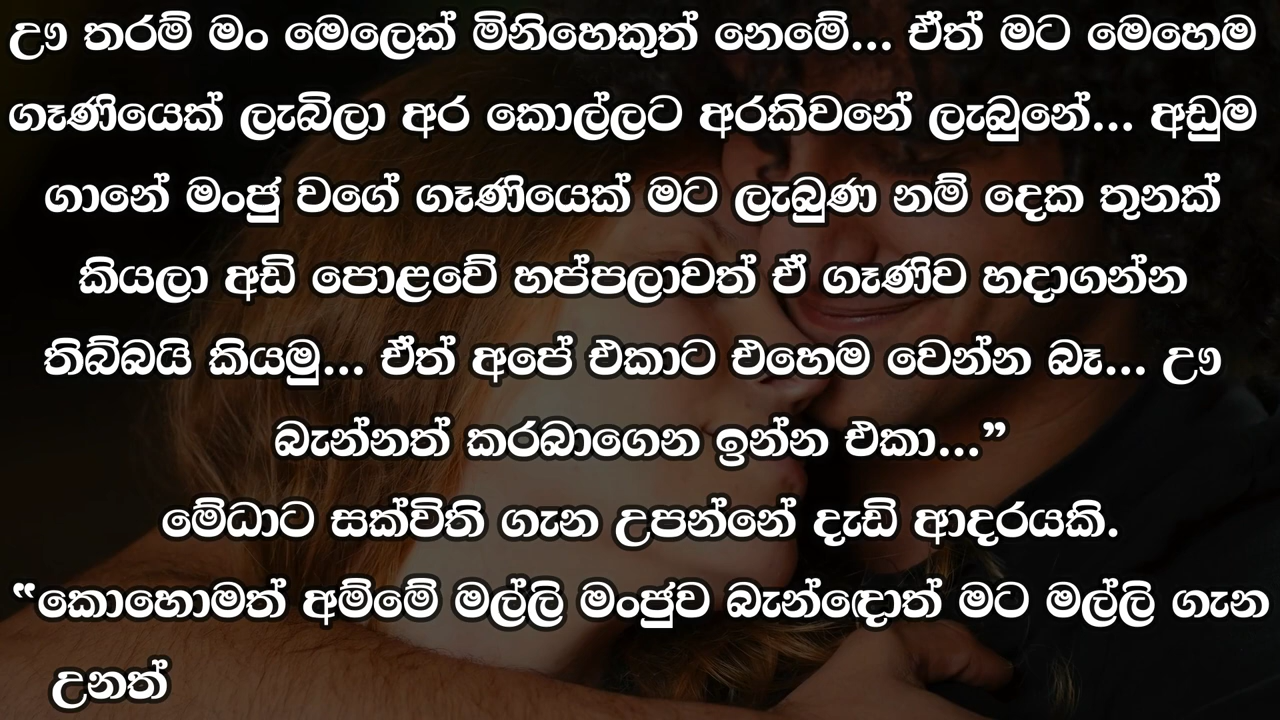 ඌ තරම් මං මෙලෙක් මිනිහෙකුත් නෙමේ... ඒත් මට මෙහෙම
ගෑණියෙක් ලැබිලා අර කොල්ලට අරකිවනේ ලැබුනේ... අඩුම
ගානේ මංජු වගේ ගෑණියෙක් මට ලැබුණ නම් දෙක තුනක්
කියලා අඩි පොළවේ හප්පලාවත් ඒ ගෑණිව හදාගන්න
තිබ්බයි කියමු... ඒත් අපේ එකාට එහෙම වෙන්න බෑ... ඌ
බැන්නත් කරබාගෙන ඉන්න එකා...”
මේධාට සක්විති ගැන උපන්නේ දැඩි ආදරයකි.
“කොහොමත් අම්මේ මල්ලි මංජුව බැන්ඳොත් මට මල්ලි ගැන
උනත්